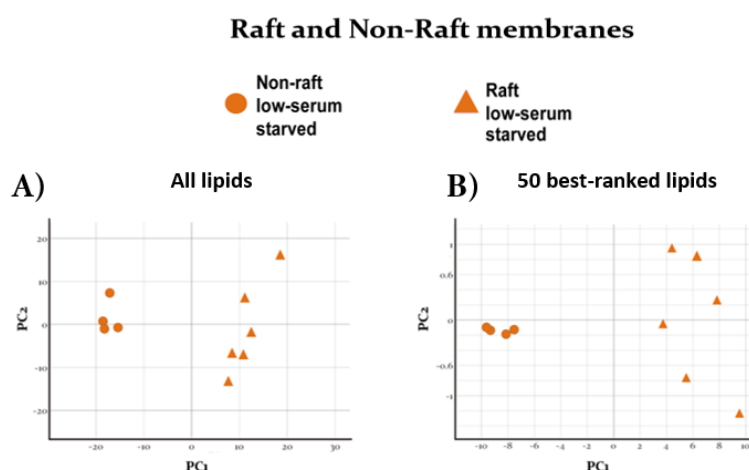 Raft and Non-Raft membranes
Non-raft
low-serum
starved
Raft
low-serum
starved
A)
All lipids
20
10
0
-10
-20
PC2
-20
-10
0
10
20
30
PC1
B)
50 best-ranked lipids
1
0.6
0
-0.6
-1
PC2
-10
-8
-6
-4
-2
0
2
4
6
8
10
PC1